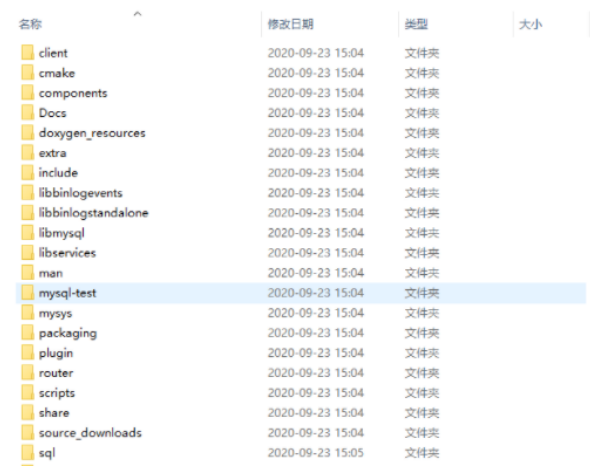 名称 修改日期 类型 大小
client 2020-09-23 15:04 文件夹
cmake 2020-09-23 15:04 文件夹
components 2020-09-23 15:04 文件夹
Docs 2020-09-23 15:04 文件夹
doxygen_resources 2020-09-23 15:04 文件夹
extra 2020-09-23 15:04 文件夹
include 2020-09-23 15:04 文件夹
libbinlogevents 2020-09-23 15:04 文件夹
libbinlogstandalone 2020-09-23 15:04 文件夹
libmysql 2020-09-23 15:04 文件夹
libservices 2020-09-23 15:04 文件夹
man 2020-09-23 15:04 文件夹
mysql-test 2020-09-23 15:04 文件夹
mysys 2020-09-23 15:04 文件夹
packaging 2020-09-23 15:04 文件夹
plugin 2020-09-23 15:04 文件夹
router 2020-09-23 15:04 文件夹
scripts 2020-09-23 15:04 文件夹
share 2020-09-23 15:04 文件夹
source_downloads 2020-09-23 15:04 文件夹
sql 2020-09-23 15:05 文件夹